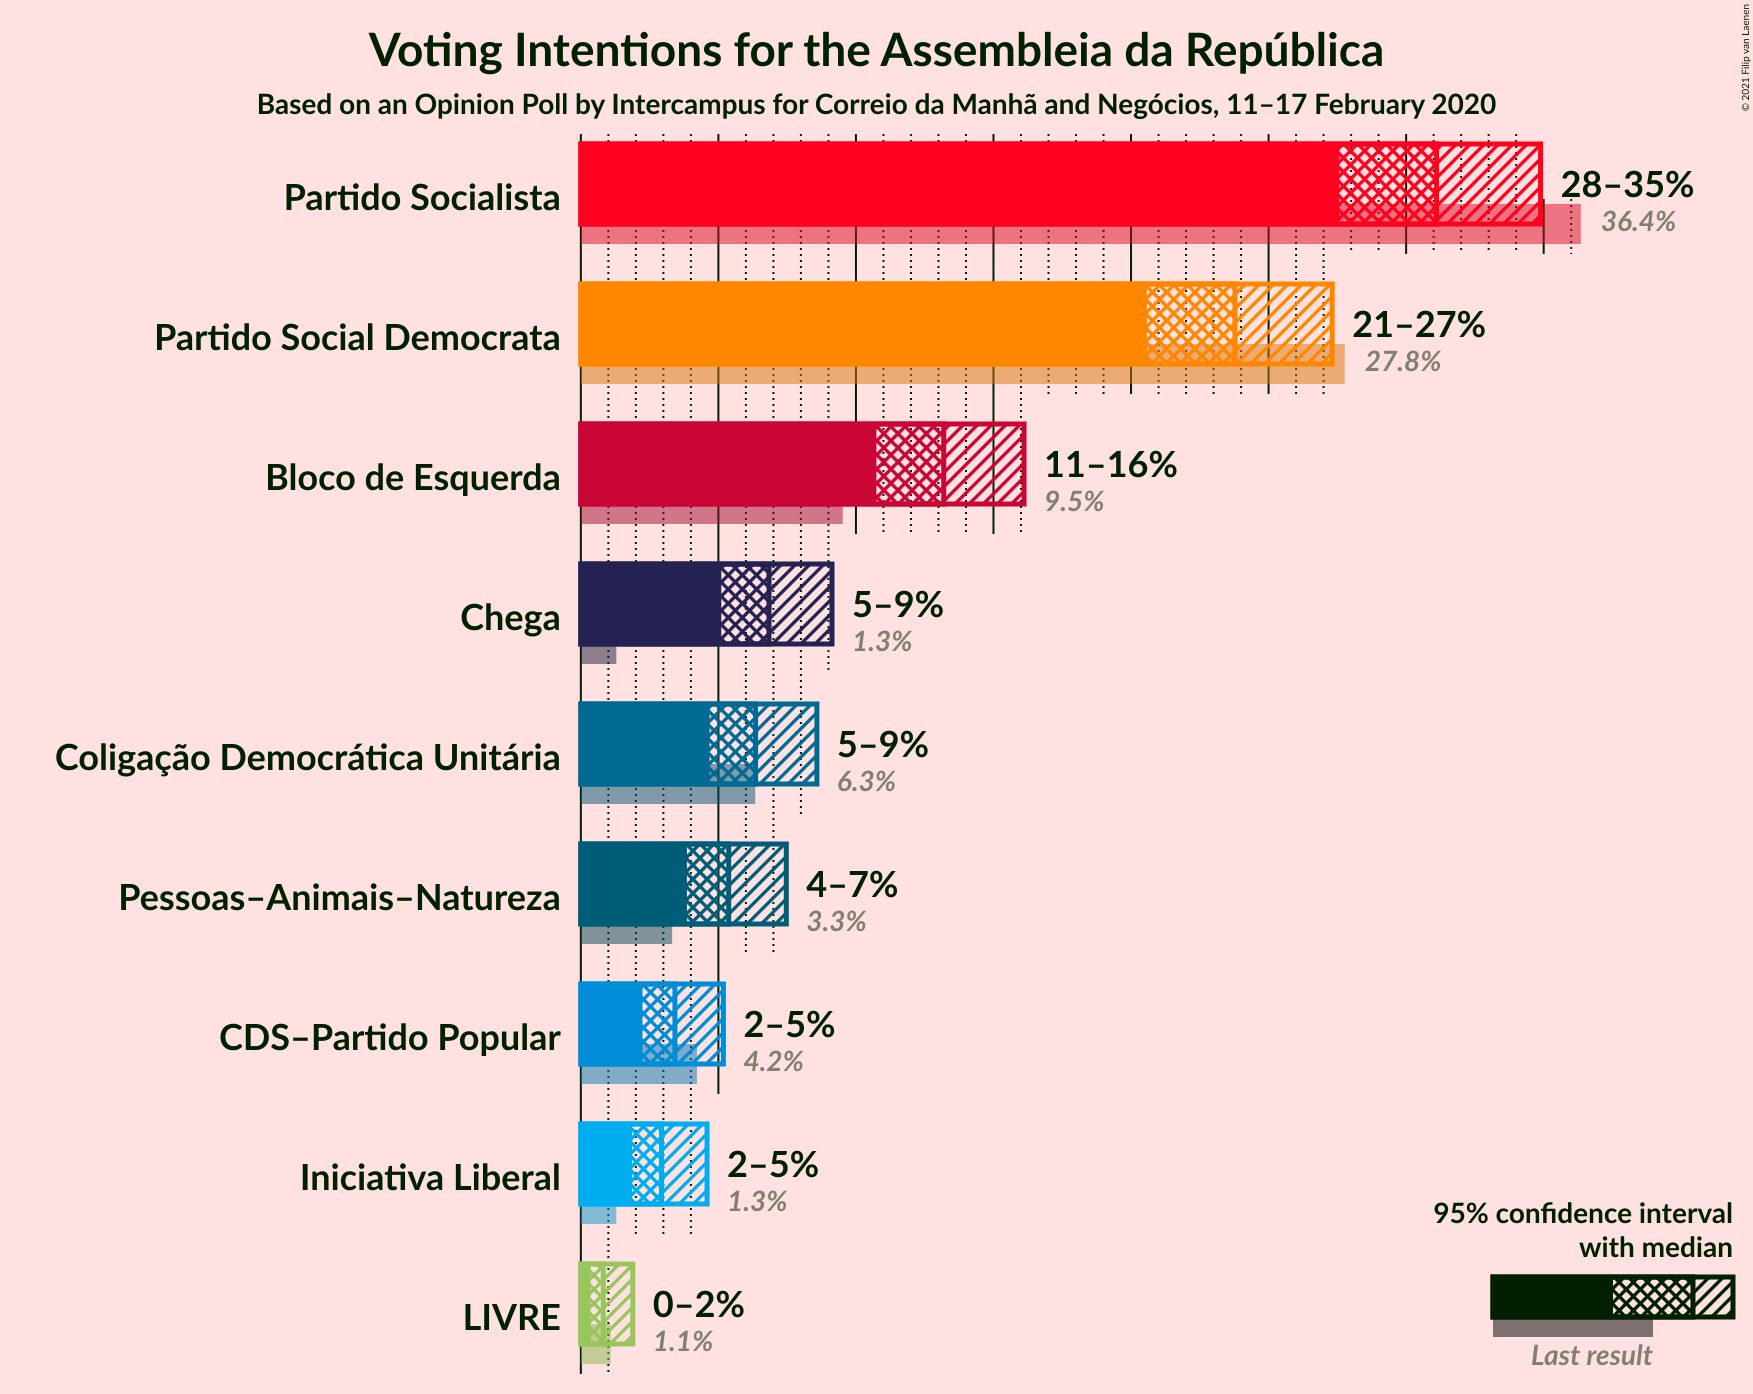 Voting Intentions for the Assembleia da República
Based on an Opinion Poll by Intercampus for Correio da Manhã and Negócios, 11–17 February 2020
© 2021 Filip van Laenen
Partido Socialista
28–35%
36.4%
Partido Social Democrata
21–27%
27.8%
Bloco de Esquerda
11–16%
9.5%
Chega
5–9%
1.3%
Coligação Democrática Unitária
5–9%
6.3%
Pessoas–Animais–Natureza
4–7%
3.3%
CDS–Partido Popular
2–5%
4.2%
Iniciativa Liberal
2–5%
1.3%
LIVRE
0–2%
1.1%
95% confidence interval
with median
Last result